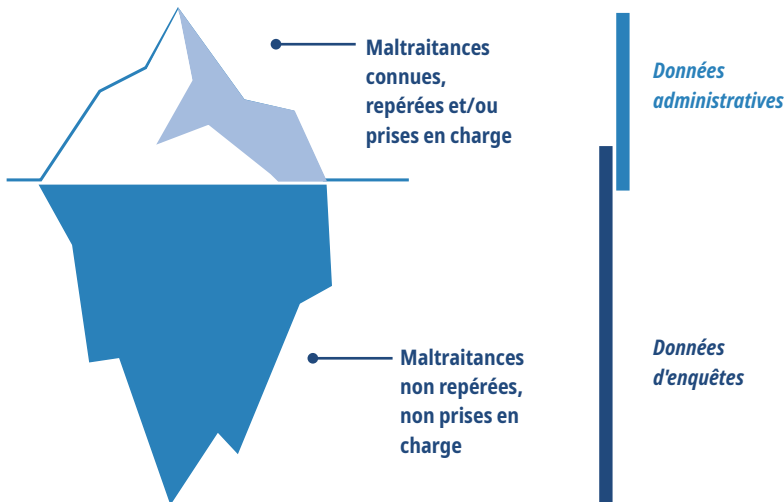 Maltraitances
connues,
repérées et/ou
prises en charge
Données
administratives
Maltraitances
non repérées,
non prises en
charge
Données
d'enquêtes